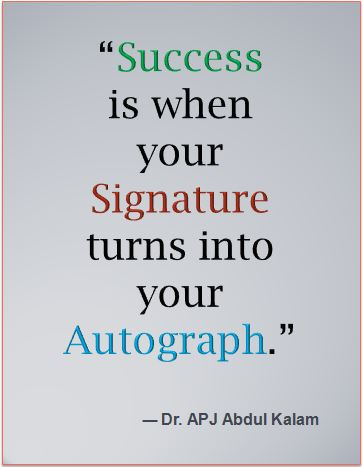 “Success
is when
your
Signature
turns into
your
Autograph.”
— Dr. APJ Abdul Kalam